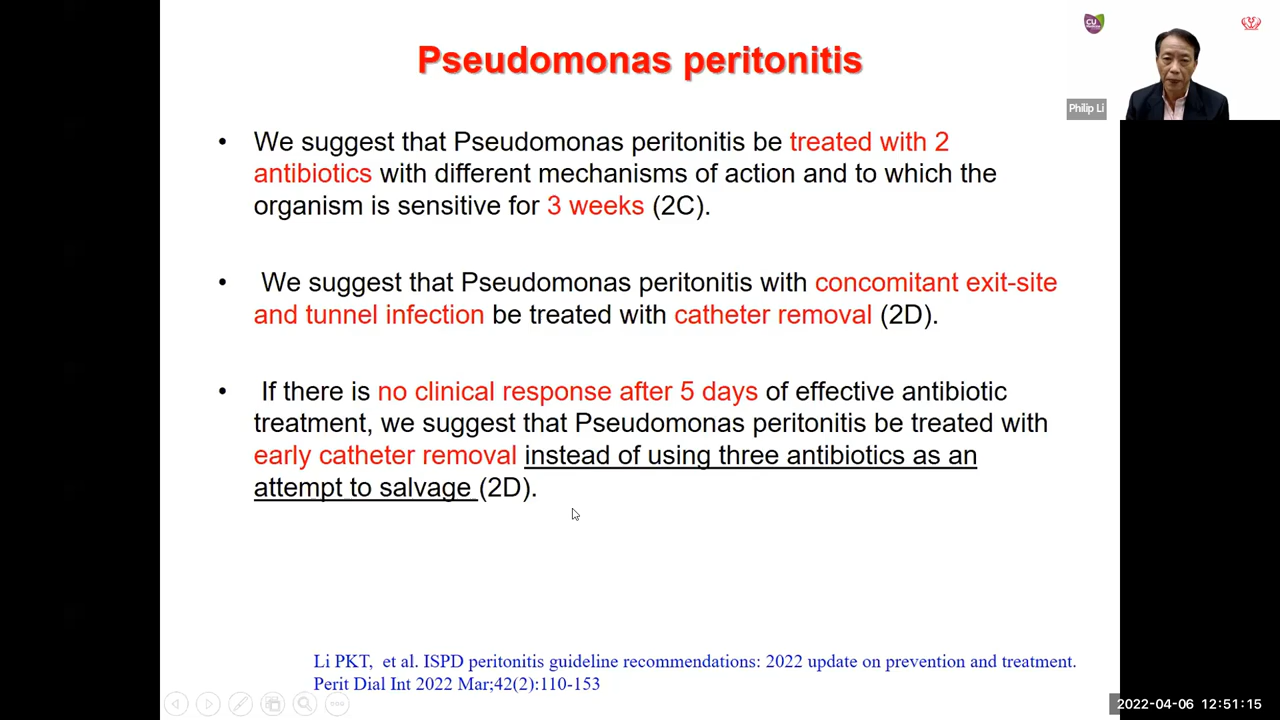 Pseudomonas peritonitis
CU
Philip Li
• We suggest that Pseudomonas peritonitis be treated with 2
antibiotics with different mechanisms of action and to which the
organism is sensitive for 3 weeks (2C).
• We suggest that Pseudomonas peritonitis with concomitant exit-site
and tunnel infection be treated with catheter removal (2D).
• If there is no clinical response after 5 days of effective antibiotic
treatment, we suggest that Pseudomonas peritonitis be treated with
early catheter removal instead of using three antibiotics as an
attempt to salvage (2D).
Li PKT, et al. ISPD peritonitis guideline recommendations: 2022 update on prevention and treatment.
Perit Dial Int 2022 Mar;42(2):110-153
2022-04-06 12:51:15